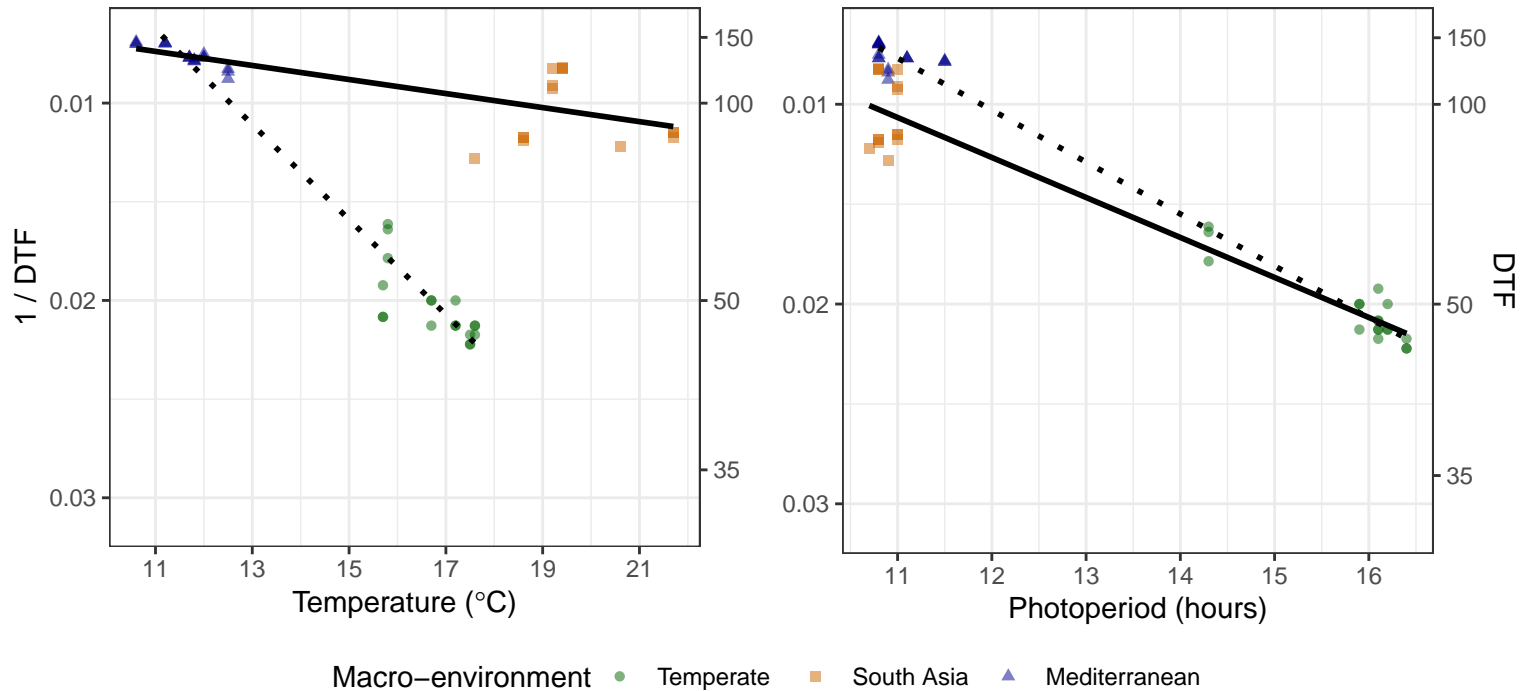 1 / DTF
0.01
0.02
0.03
150
100
50
35
11 13 15 17 19 21
Temperature (°C)
0.01
0.02
0.03
150
100
50
35
DTF
11 12 13 14 15 16
Photoperiod (hours)
Macro−environment Temperate South Asia Mediterranean